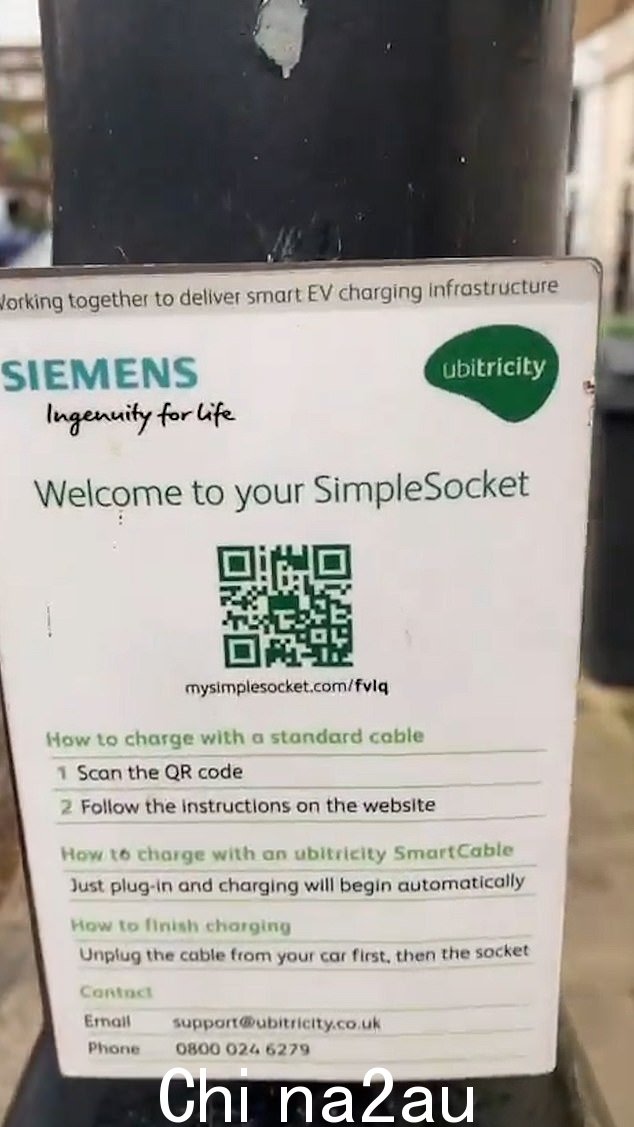 Working together to deliver smart EV charging infrastructure
SIEMENS
Ingenuity for life
ubitricity
Welcome to your SimpleSocket
mysimplesocket.com/fvlq
How to charge with a standard cable
1 Scan the QR code
2 Follow the instructions on the website
How to charge with an ubitricity SmartCable
Just plug-in and charging will begin automatically
How to finish charging
Unplug the cable from your car first, then the socket
Contact
Email support@ubitricity.co.uk
Phone 0800 024 6279
China2au